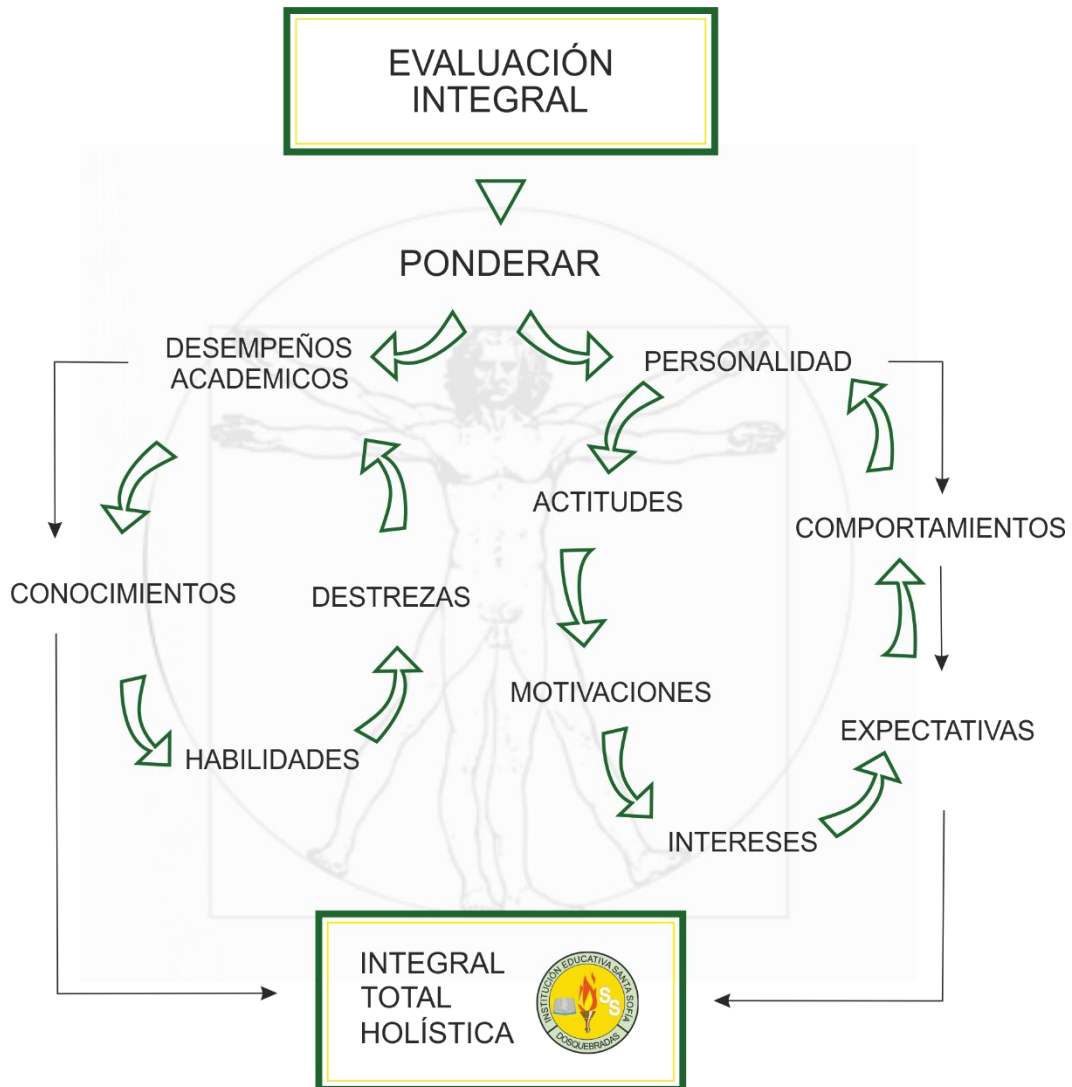 EVALUACIÓN
INTEGRAL
PONDERAR
DESEMPEÑOS
ACADEMICOS
PERSONALIDAD
ACTITUDES
COMPORTAMIENTOS
CONOCIMIENTOS
DESTREZAS
MOTIVACIONES
HABILIDADES
EXPECTATIVAS
INTERESES
INTEGRAL
TOTAL
HOLÍSTICA
INSTITUCIÓN EDUCATIVA SANTA SOFÍA
SS
DOSQUEBRADAS